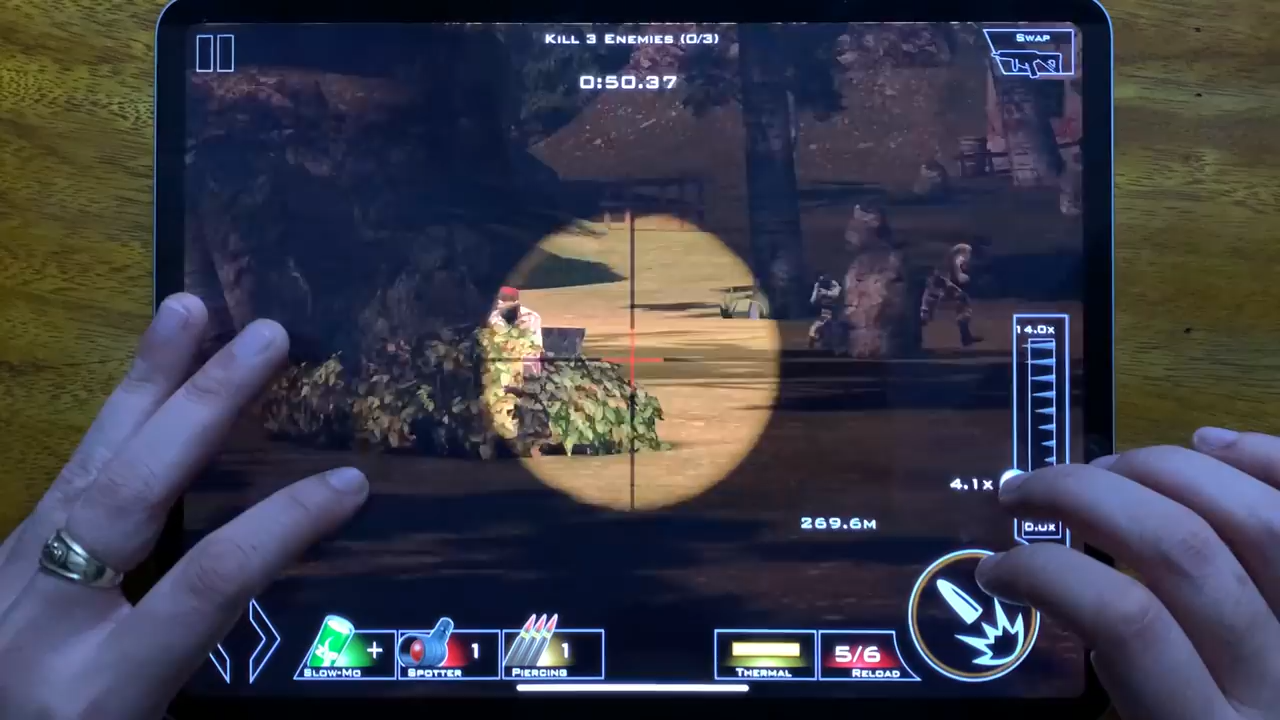 Kill 3 Enemies (0/3)
0:50.37
Swap
14.0x
4.1x
0.0x
269.6m
+
Slow-Mo
1
Spotter
1
Piercing
Thermal
5/6
Reload